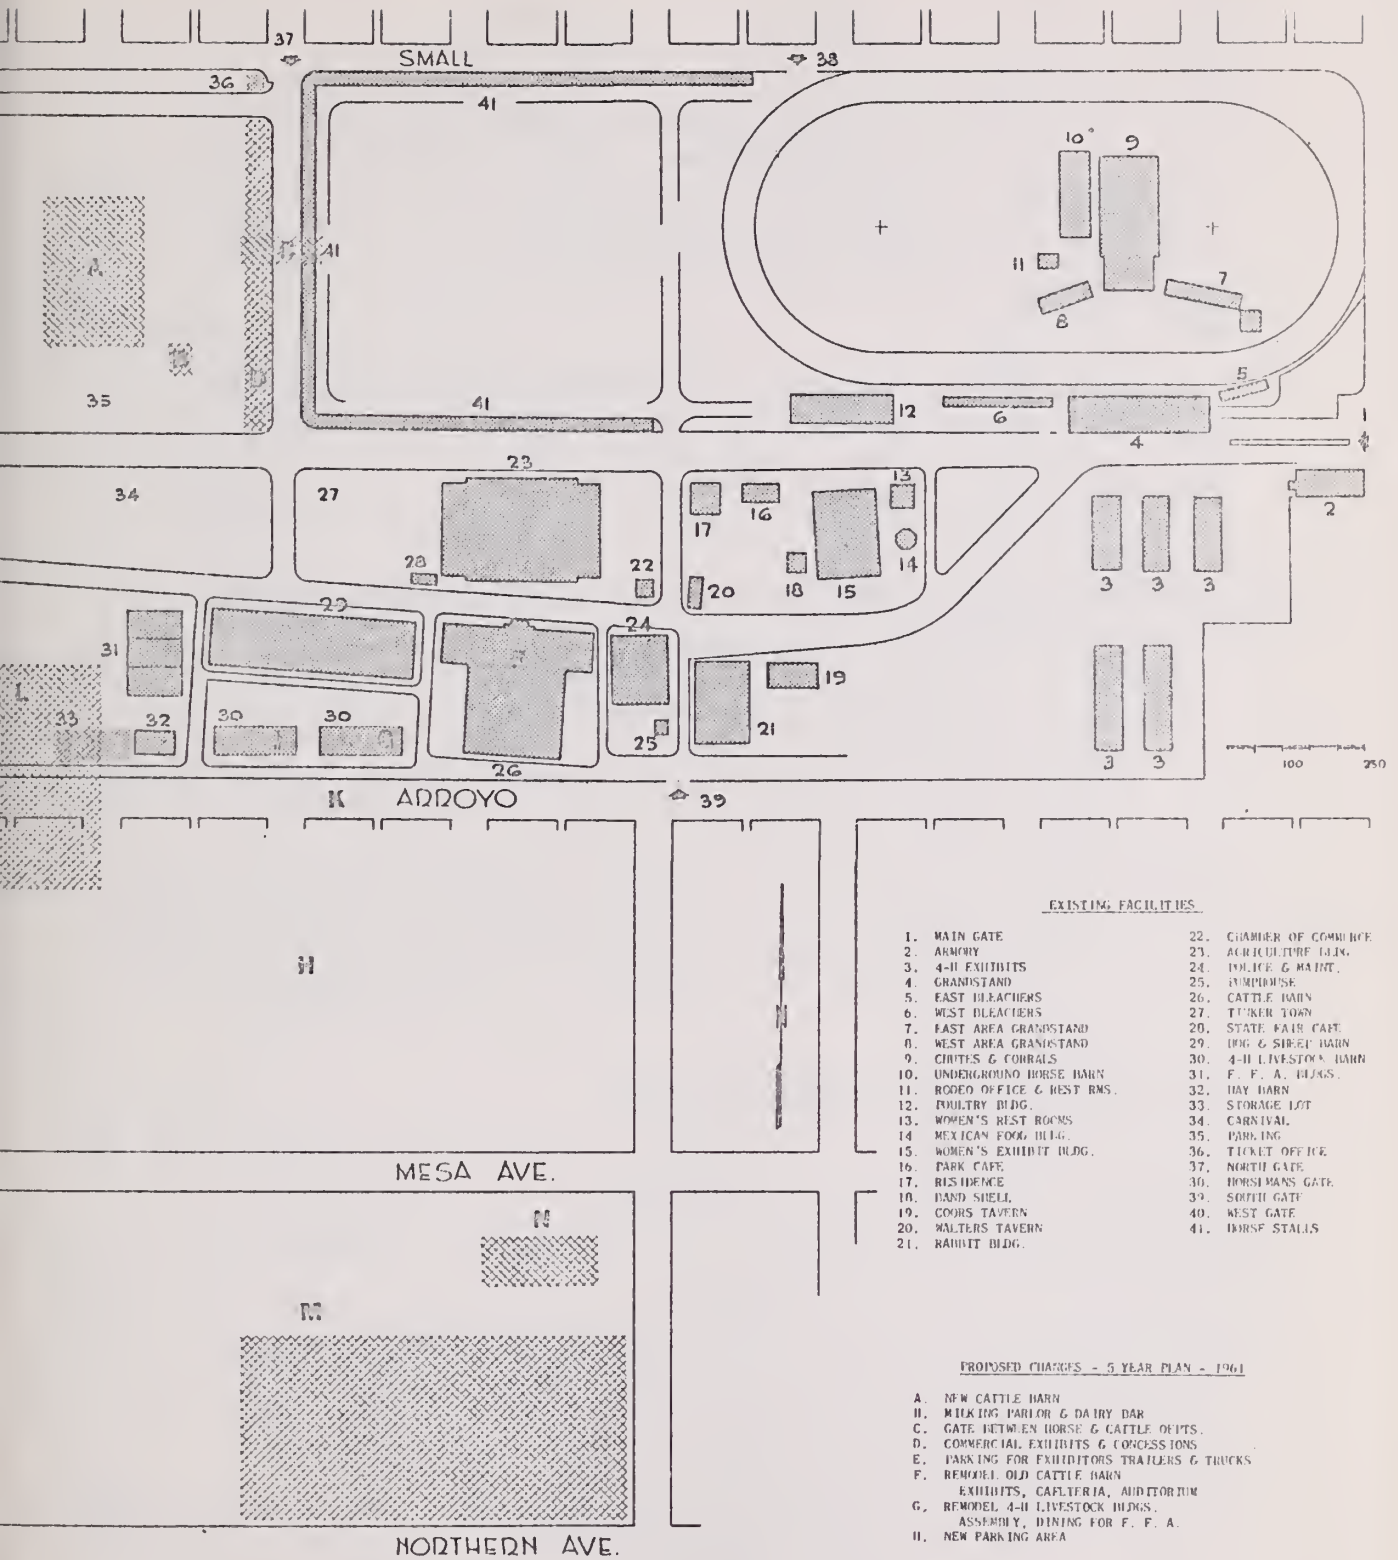 37
SMALL
38
36
41
10
9
A
41
11
8
7
35
41
12
6
5
4
1
34
27
23
17
16
13
14
2
28
22
20
18
15
3 3 3
29
24
31
L
33
32
30
30
26
25
21
19
3 3
100 250
K ARROYO
39
H
N
MESA AVE.
N
M
NORTHERN AVE.
EXISTING FACILITIES
1. MAIN GATE
2. ARMORY
3. 4-H EXHIBITS
4. GRANDSTAND
5. EAST BLEACHERS
6. WEST BLEACHERS
7. EAST AREA GRANDSTAND
8. WEST AREA GRANDSTAND
9. CHUTES & CORRALS
10. UNDERGROUND HORSE BARN
11. RODEO OFFICE & REST RMS.
12. POULTRY BLDG.
13. WOMEN'S REST ROOMS
14 MEXICAN FOOD BLDG.
15. WOMEN'S EXHIBIT BLDG.
16. PARK CAFE
17. RESIDENCE
18. BAND SHELL
19. COORS TAVERN
20. WALTERS TAVERN
21. RABBIT BLDG.
22. CHAMBER OF COMMERCE
23. AGRICULTURE BLDG.
24. POLICE & MAINT.
25. PUMPHOUSE
26. CATTLE BARN
27. TINKER TOWN
28. STATE FAIR CAFE
29. HOG & SHEEP BARN
30. 4-H LIVESTOCK BARN
31. F. F. A. BLDGS.
32. HAY BARN
33. STORAGE LOT
34. CARNIVAL
35. PARKING
36. TICKET OFFICE
37. NORTH GATE
38. HORSEMANS GATE
39. SOUTH GATE
40. WEST GATE
41. HORSE STALLS
PROPOSED CHANGES - 5 YEAR PLAN - 1961
A. NEW CATTLE BARN
B. MILKING PARLOR & DAIRY BAR
C. GATE BETWEEN HORSE & CATTLE DEPTS.
D. COMMERCIAL EXHIBITS & CONCESSIONS
E. PARKING FOR EXHIBITORS TRAILERS & TRUCKS
F. REMODEL OLD CATTLE BARN
EXHIBITS, CAFETERIA, AUDITORIUM
G. REMODEL 4-H LIVESTOCK BLDGS.
ASSEMBLY, DINING FOR F. F. A.
H. NEW PARKING AREA